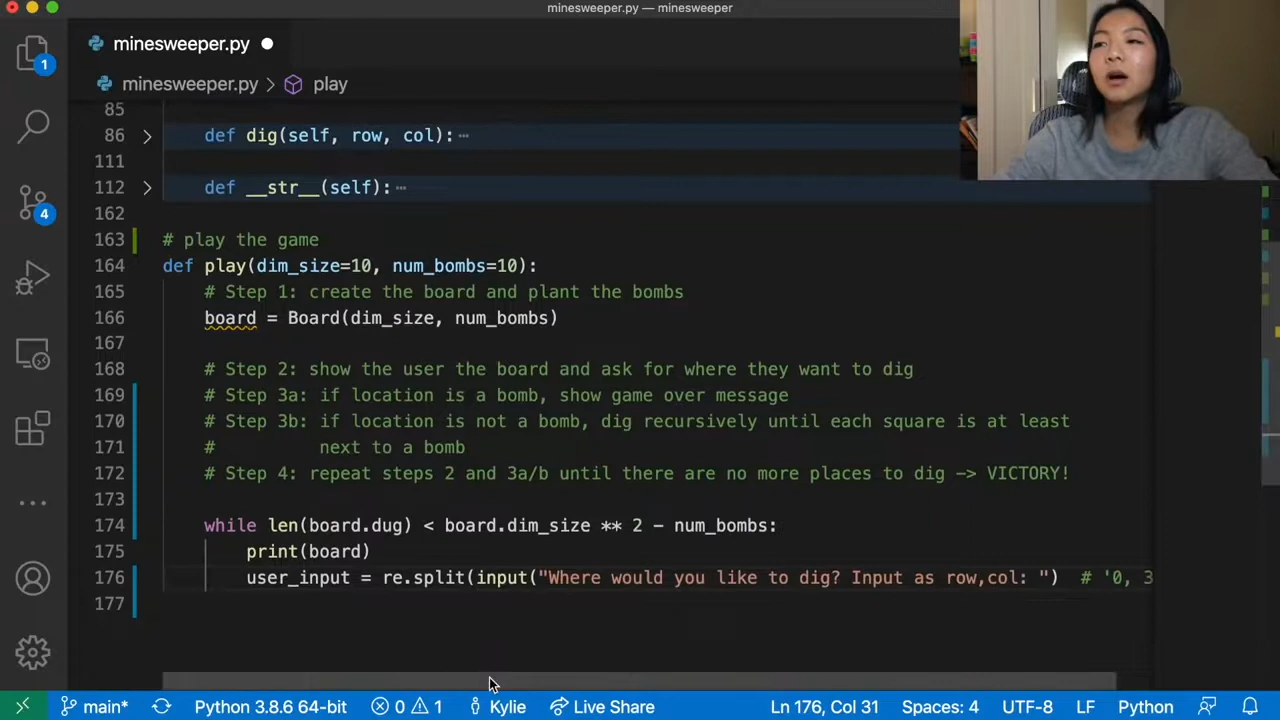 minesweeper.py — minesweeper
minesweeper.py
minesweeper.py > play
1
4
85
86 def dig(self, row, col):⋯
111
112 def __str__(self):⋯
162
163 # play the game
164 def play(dim_size=10, num_bombs=10):
165 # Step 1: create the board and plant the bombs
166 board = Board(dim_size, num_bombs)
167
168 # Step 2: show the user the board and ask for where they want to dig
169 # Step 3a: if location is a bomb, show game over message
170 # Step 3b: if location is not a bomb, dig recursively until each square is at least
171 # next to a bomb
172 # Step 4: repeat steps 2 and 3a/b until there are no more places to dig -> VICTORY!
173
174 while len(board.dug) < board.dim_size ** 2 - num_bombs:
175 print(board)
176 user_input = re.split(input("Where would you like to dig? Input as row,col: ") # '0, 3
177
main* Python 3.8.6 64-bit 0 1 Kylie Live Share Ln 176, Col 31 Spaces: 4 UTF-8 LF Python